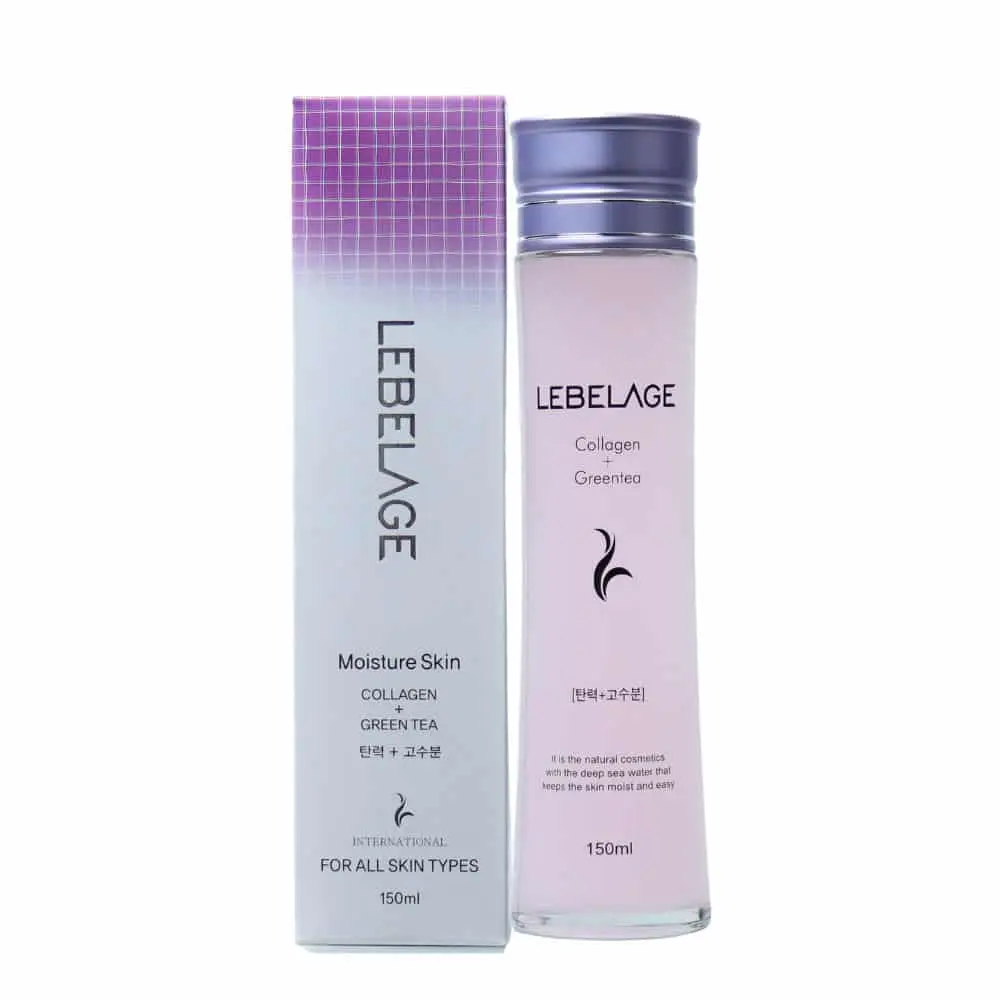 LEBELAGE
Moisture Skin
COLLAGEN
+
GREEN TEA
탄력 + 고수분
INTERNATIONAL
FOR ALL SKIN TYPES
150ml
LEBELAGE
Collagen
+
Greentea
[탄력+고수분]
It is the natural cosmetics
with the deep sea water that
keeps the skin moist and easy
150ml